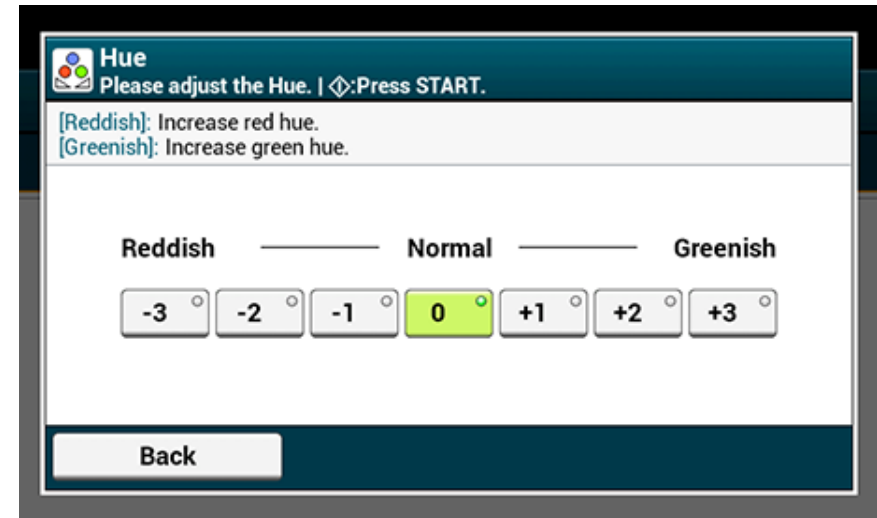 Hue
Please adjust the Hue. | :Press START.
[Reddish]: Increase red hue.
[Greenish]: Increase green hue.
Reddish Normal Greenish
-3 -2 -1 0 +1 +2 +3
Back